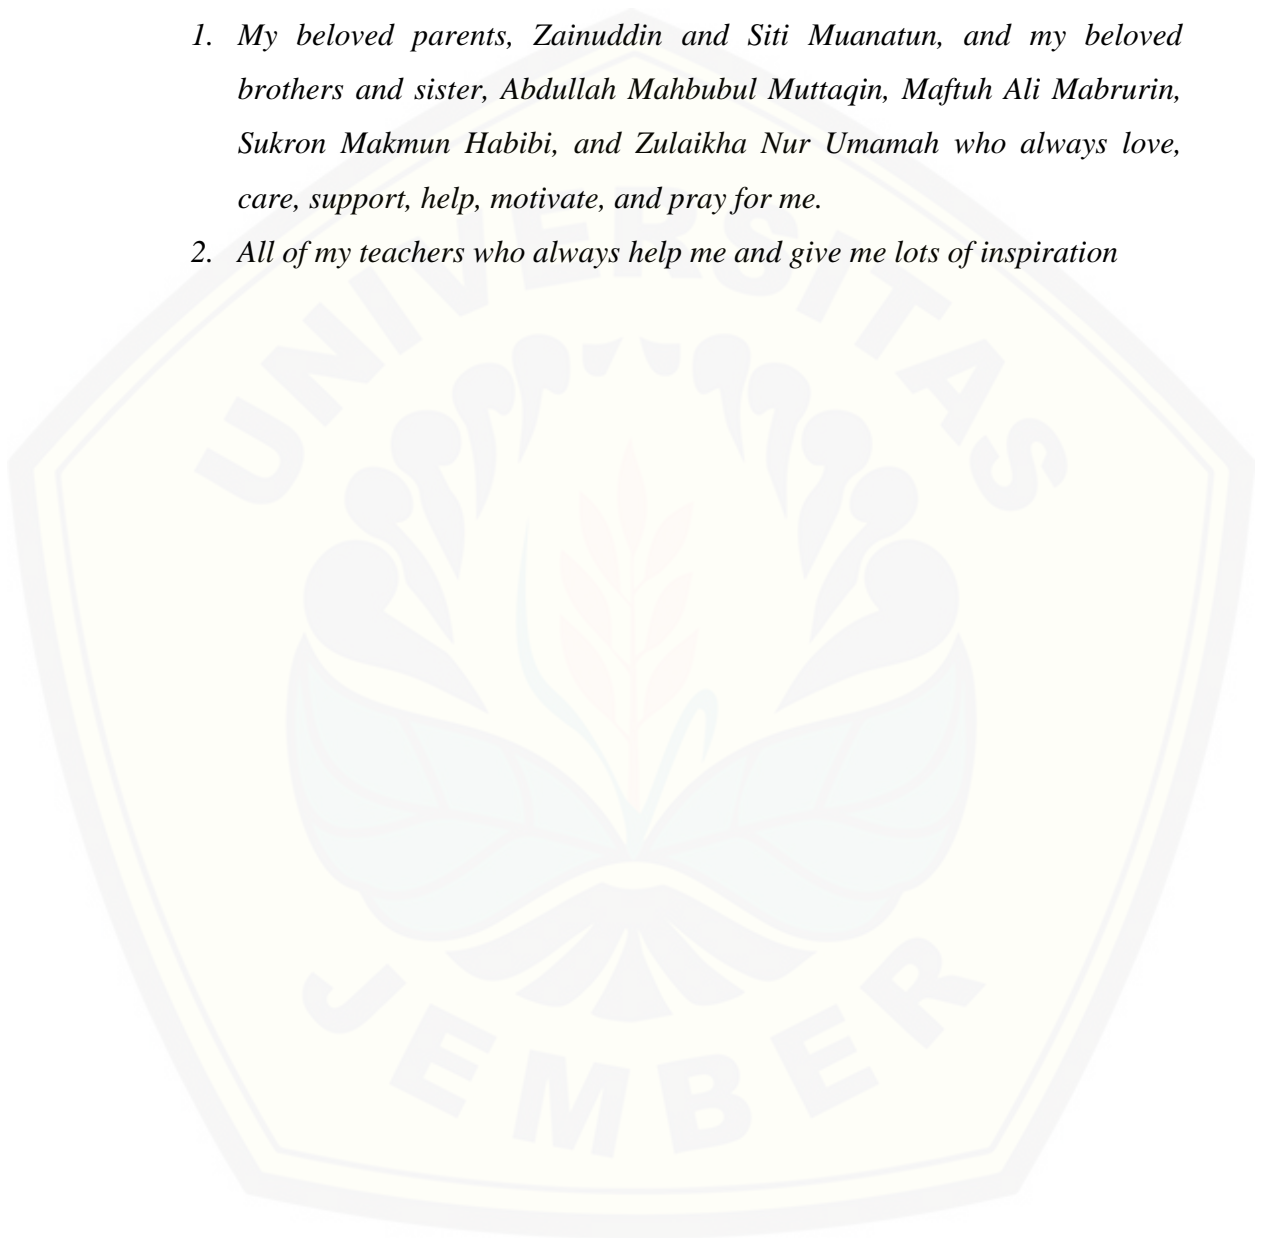 1. My beloved parents, Zainuddin and Siti Muanatun, and my beloved
brothers and sister, Abdullah Mahbubul Muttaqin, Maftuh Ali Mabrurin,
Sukron Makmun Habibi, and Zulaikha Nur Umamah who always love,
care, support, help, motivate, and pray for me.
2. All of my teachers who always help me and give me lots of inspiration
UNIVERSITAS
JEMBER